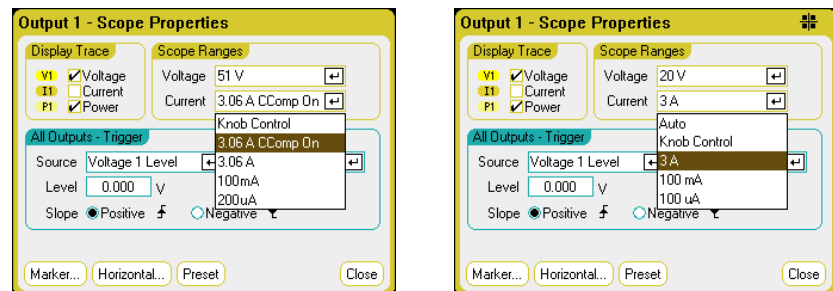 Output 1 - Scope Properties
Display Trace
Scope Ranges
V1 Voltage
I1 Current
P1 Power
Voltage 51 V
Current 3.06 A CComp On
Knob Control
3.06 A CComp On
3.06 A
100mA
200uA
All Outputs - Trigger
Source Voltage 1 Level
Level 0.000 V
Slope Positive Negative
Marker... Horizontal... Preset Close
Output 1 - Scope Properties
Display Trace
Scope Ranges
V1 Voltage
I1 Current
P1 Power
Voltage 20 V
Current 3 A
Auto
Knob Control
3 A
100 mA
100 uA
All Outputs - Trigger
Source Voltage 1 Level
Level 0.000 V
Slope Positive Negative
Marker... Horizontal... Preset Close